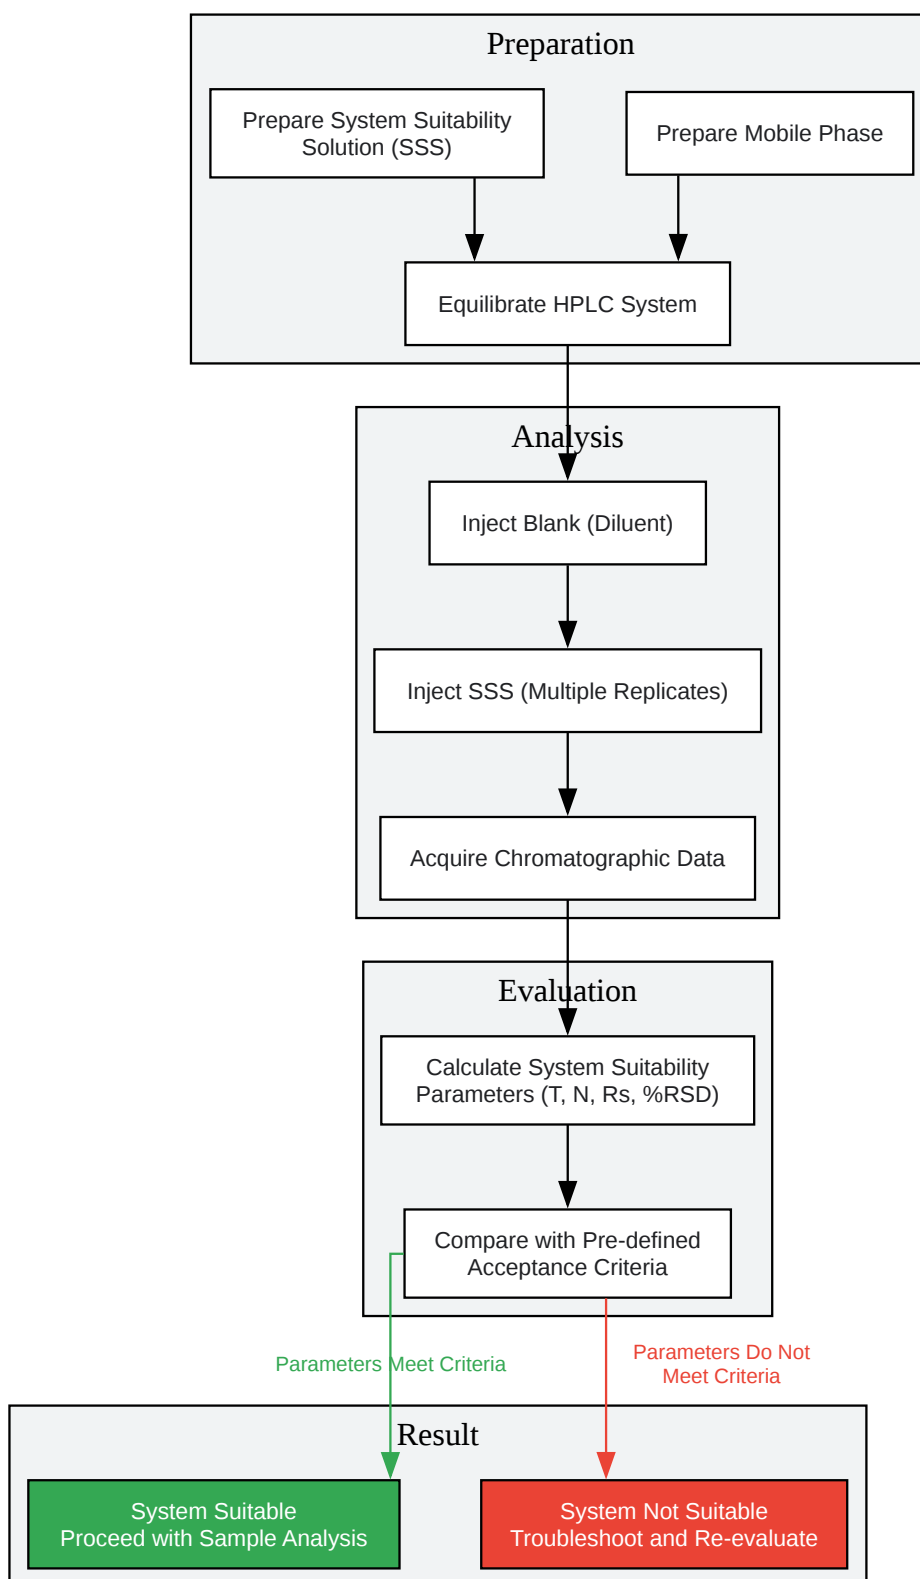 Preparation
Prepare System Suitability
Solution (SSS)
Prepare Mobile Phase
Equilibrate HPLC System
Analysis
Inject Blank (Diluent)
Inject SSS (Multiple Replicates)
Acquire Chromatographic Data
Evaluation
Calculate System Suitability
Parameters (T, N, Rs, %RSD)
Compare with Pre-defined
Acceptance Criteria
Parameters Meet Criteria
Parameters Do Not
Meet Criteria
Result
System Suitable
Proceed with Sample Analysis
System Not Suitable
Troubleshoot and Re-evaluate